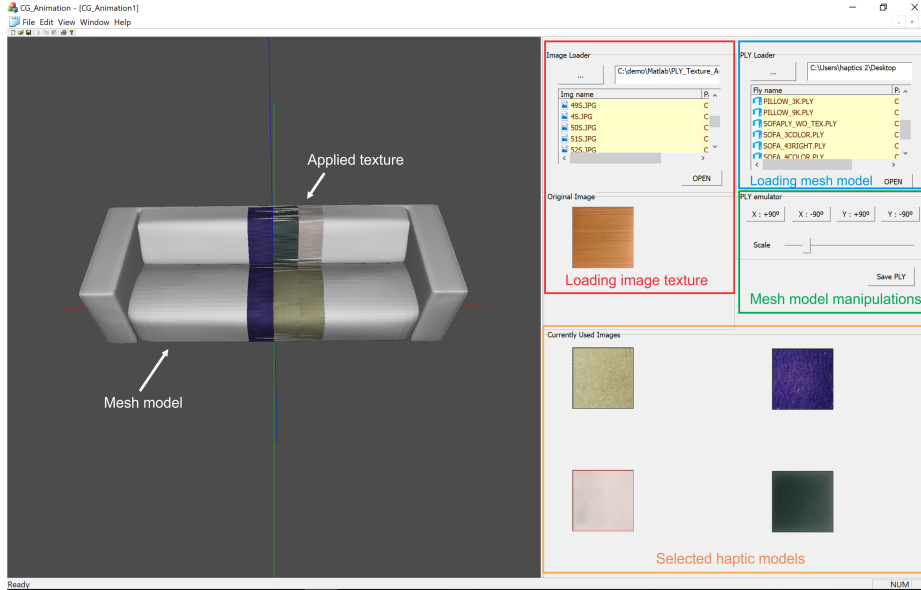 CG_Animation - [CG_Animation1]
File Edit View Window Help
Image Loader
...
C:\demo\Matlab\PLY_Texture_A
Img name
49S.JPG C
4S.JPG C
50S.JPG C
51S.JPG C
52S.JPG C
OPEN
Original Image
Loading image texture
PLY Loader
...
C:\Users\haptics 2\Desktop
Fly name
PILLOW_3K.PLY C
PILLOW_9K.PLY C
SOFAPLY_WO_TEX.PLY C
SOFA_3COLOR.PLY C
SOFA_43RIGHT.PLY C
SOFA_4COLOR.PLY C
Loading mesh model OPEN
PLY emulator
X : +90º X : -90º Y : +90º Y : -90º
Scale
Save PLY
Mesh model manipulations
Applied texture
Mesh model
Currently Used Images
Selected haptic models
Ready NUM